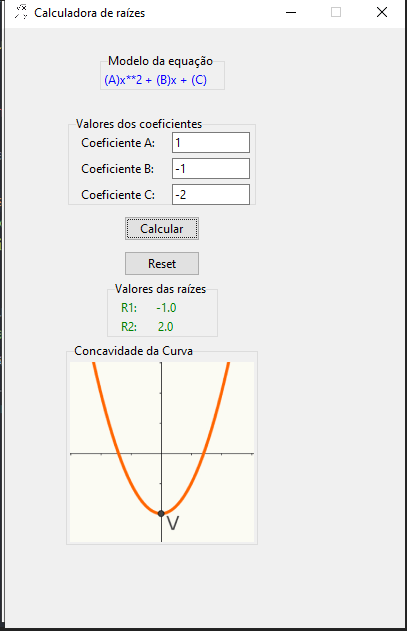 Calculadora de raízes
Modelo da equação
(A)x**2 + (B)x + (C)
Valores dos coeficientes
Coeficiente A: 1
Coeficiente B: -1
Coeficiente C: -2
Calcular
Reset
Valores das raízes
R1: -1.0
R2: 2.0
Concavidade da Curva
V